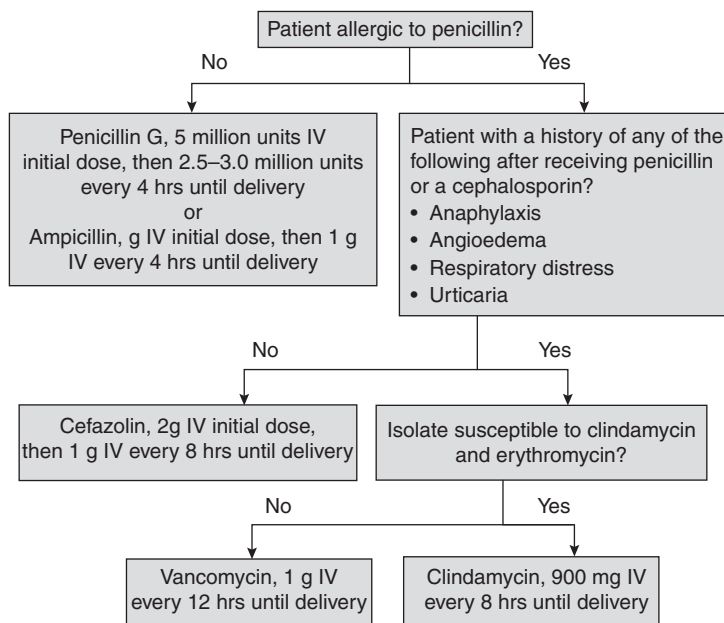 Patient allergic to penicillin?
No
Yes
Penicillin G, 5 million units IV
initial dose, then 2.5–3.0 million units
every 4 hrs until delivery
or
Ampicillin, g IV initial dose, then 1 g
IV every 4 hrs until delivery
Patient with a history of any of the
following after receiving penicillin
or a cephalosporin?
• Anaphylaxis
• Angioedema
• Respiratory distress
• Urticaria
No
Yes
Cefazolin, 2g IV initial dose,
then 1 g IV every 8 hrs until delivery
Isolate susceptible to clindamycin
and erythromycin?
No
Yes
Vancomycin, 1 g IV
every 12 hrs until delivery
Clindamycin, 900 mg IV
every 8 hrs until delivery